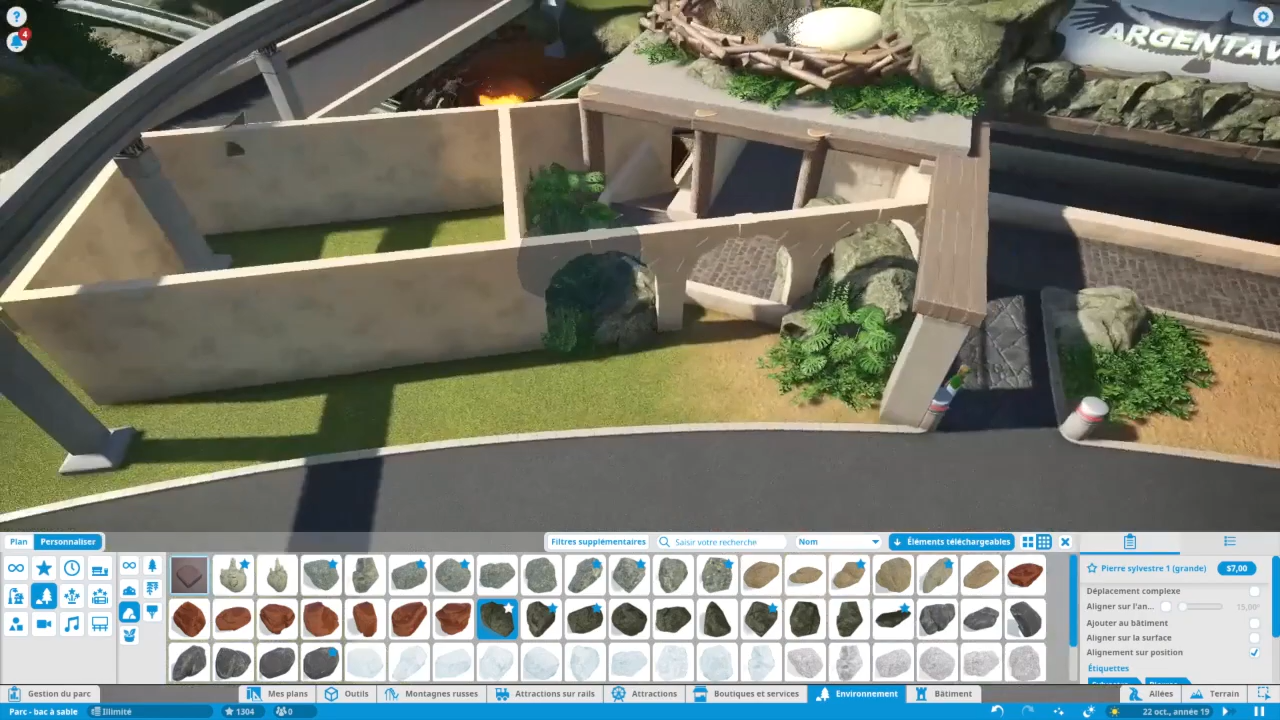 ?
4
ARGENTAV
Plan
Personnaliser
Filtres supplémentaires
Saisir votre recherche
Nom
Éléments téléchargeables
Pierre sylvestre 1 (grande)
$7,00
Déplacement complexe
Aligner sur l'an...
15,00°
Ajouter au bâtiment
Aligner sur la surface
Alignement sur position
Étiquettes
Gestion du parc
Mes plans
Outils
Montagnes russes
Attractions sur rails
Attractions
Boutiques et services
Environnement
Bâtiment
Allées
Terrain
Parc - bac à sable
Illimité
1304
0
22 oct., année 19